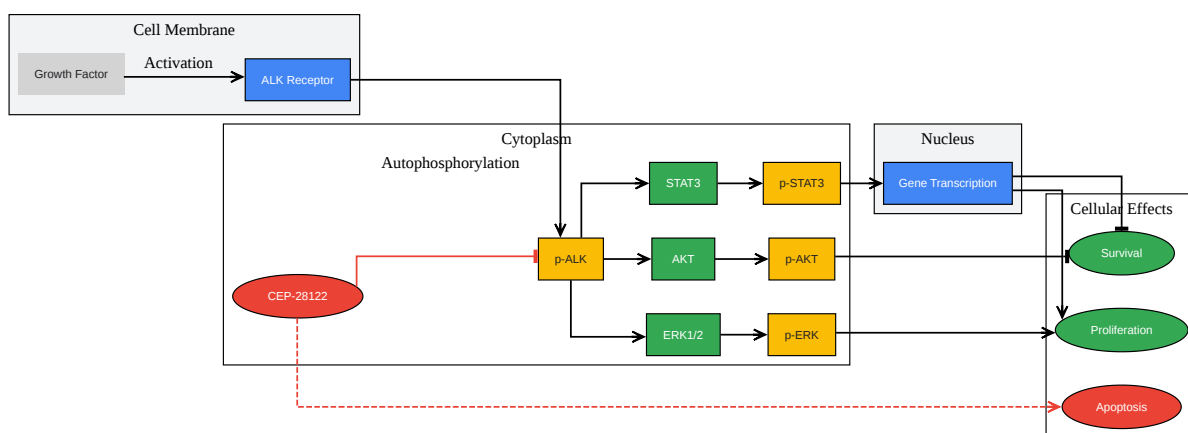 Cell Membrane
Growth Factor
Activation
ALK Receptor
Cytoplasm
Autophosphorylation
Nucleus
STAT3
p-STAT3
Gene Transcription
Cellular Effects
p-ALK
AKT
p-AKT
Survival
CEP-28122
ERK1/2
p-ERK
Proliferation
Apoptosis